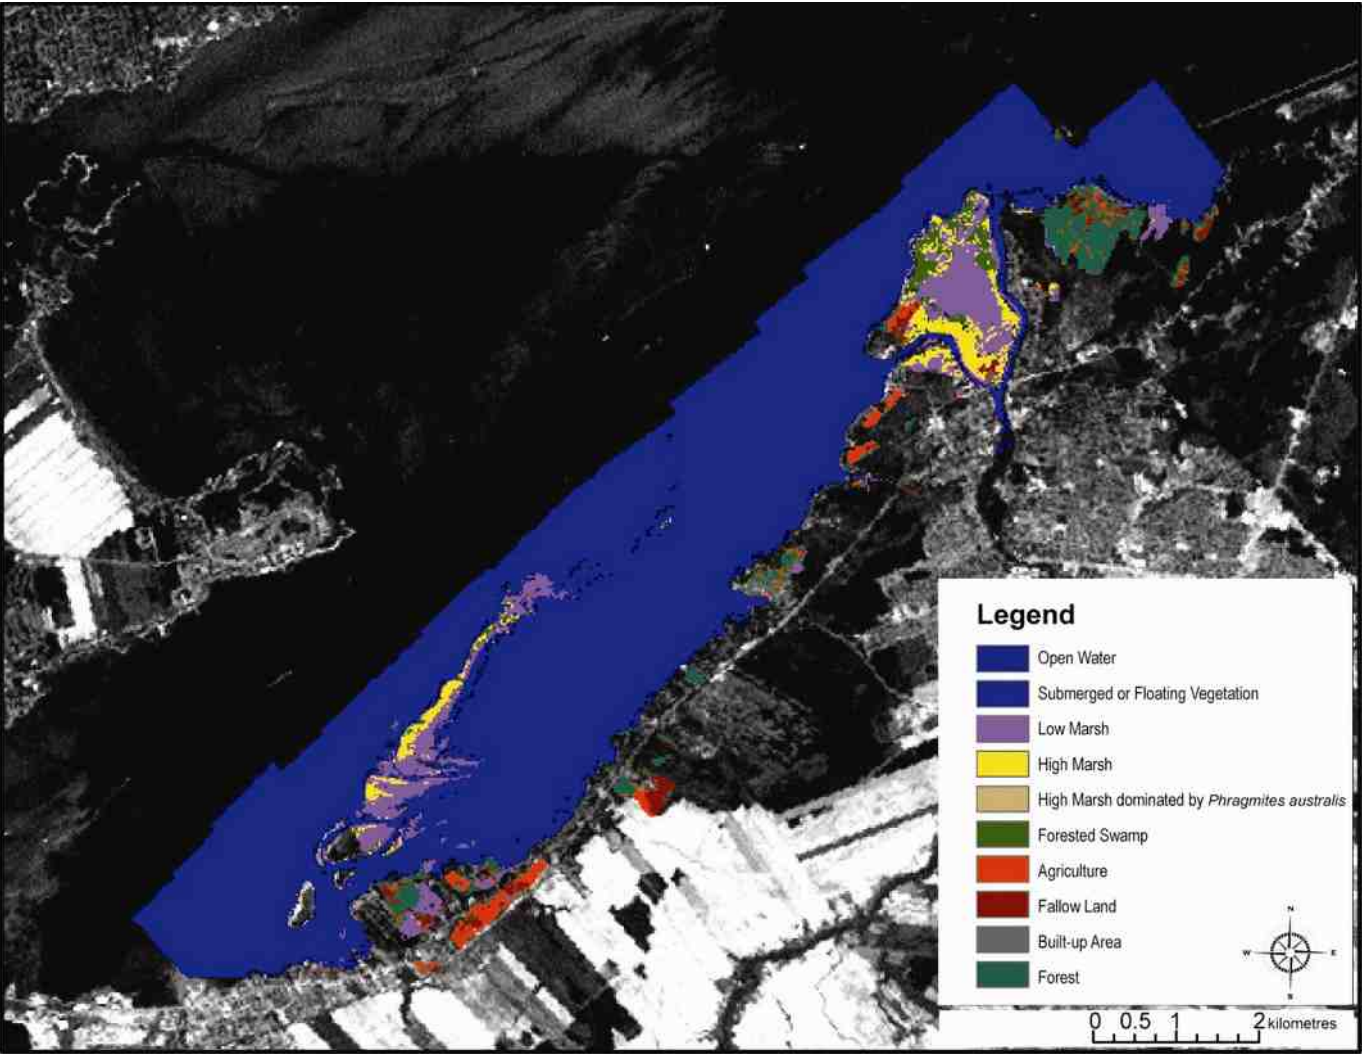 Legend
Open Water
Submerged or Floating Vegetation
Low Marsh
High Marsh
High Marsh dominated by Phragmites australis
Forested Swamp
Agriculture
Fallow Land
Built-up Area
Forest
N
W E
S
0 0.5 1 2 kilometres